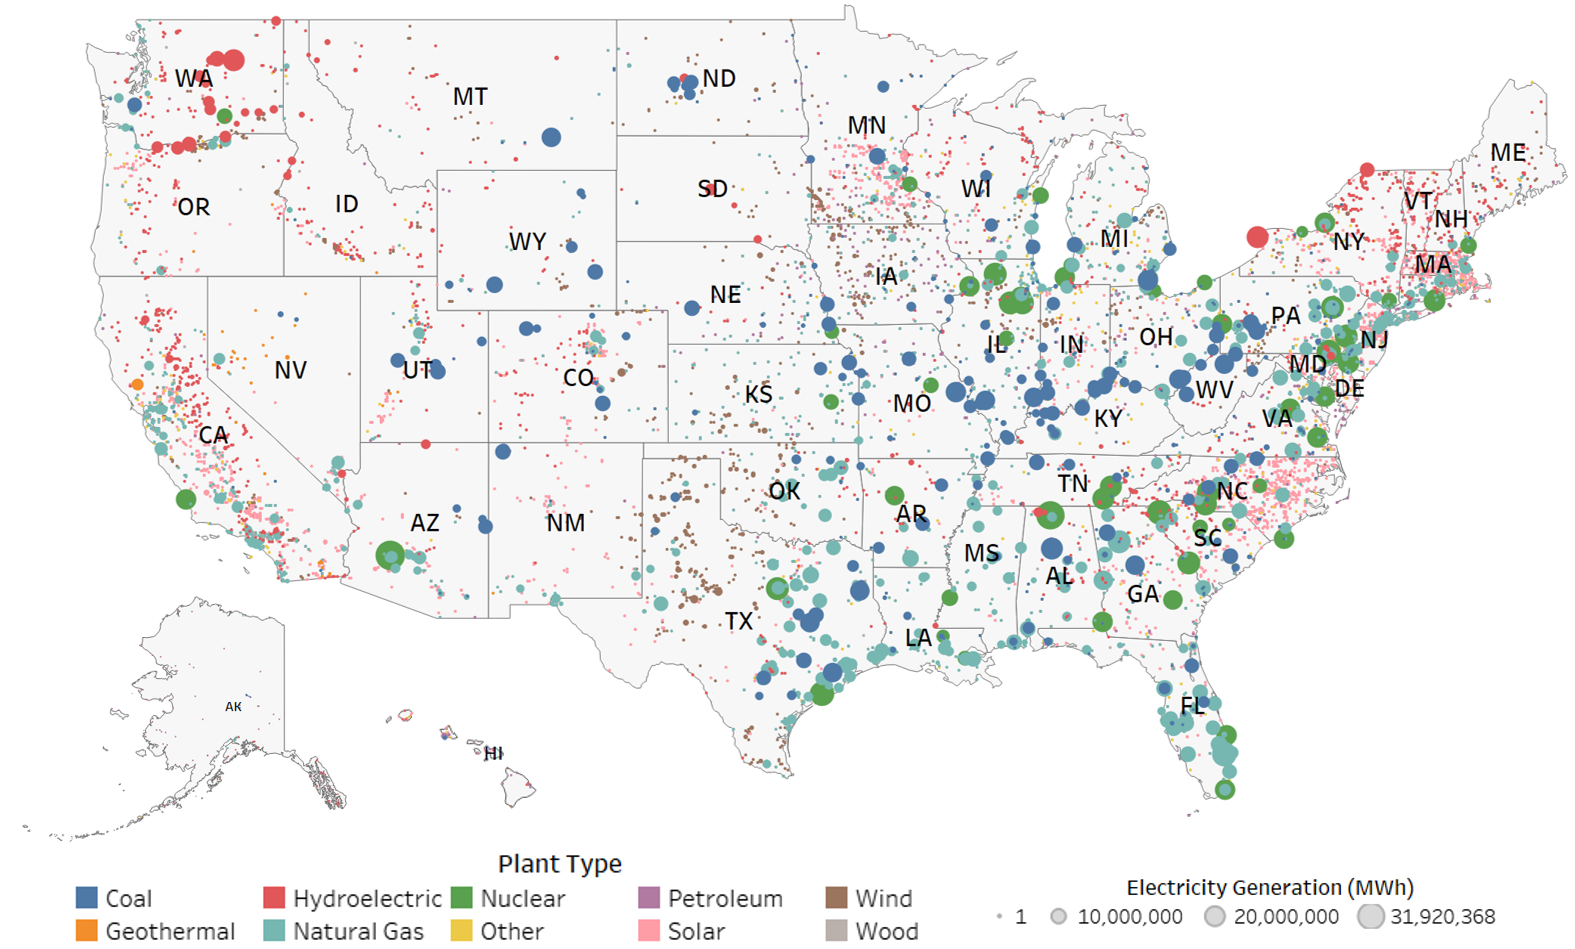 WA
MT
ND
MN
ME
OR
ID
SD
WI
VT
NH
WY
MI
NY
MA
IA
NE
PA
IL
IN
OH
NJ
NV
UT
CO
MD
KS
MO
WV
DE
CA
KY
VA
OK
TN
NC
AZ
NM
AR
SC
MS
AL
GA
TX
LA
AK
FL
HI
Plant Type
Coal
Hydroelectric
Nuclear
Petroleum
Wind
Geothermal
Natural Gas
Other
Solar
Wood
Electricity Generation (MWh)
1
10,000,000
20,000,000
31,920,368